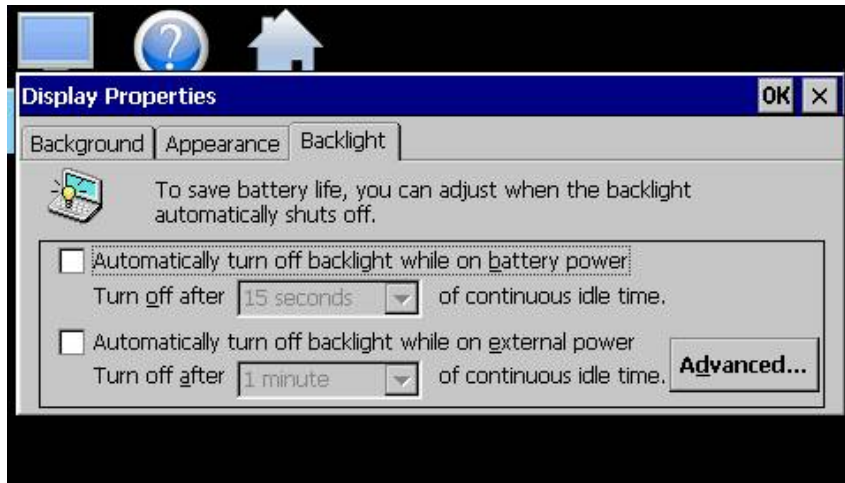 ?
Display Properties OK ×
Background Appearance Backlight
To save battery life, you can adjust when the backlight
automatically shuts off.
Automatically turn off backlight while on battery power
Turn off after 15 seconds of continuous idle time.
Automatically turn off backlight while on external power
Turn off after 1 minute of continuous idle time.
Advanced...